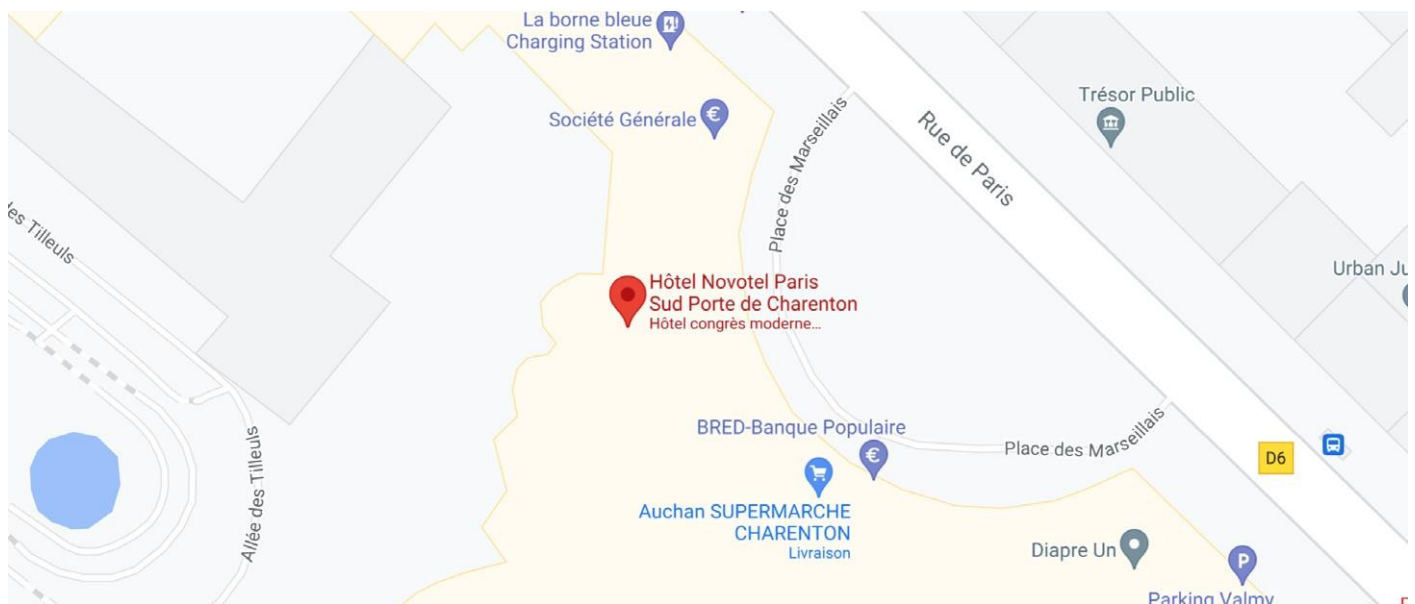 La borne bleue
Charging Station
Société Générale
Place des Marseillais
Rue de Paris
Trésor Public
Tilleuls
Urban
Hôtel Novotel Paris
Sud Porte de Charenton
Hôtel congrès moderne...
Allée des Tilleuls
BRED-Banque Populaire
Place des Marseillais
D6
Auchan SUPERMARCHE
CHARENTON
Livraison
Diapre Un
P
Parking Valmy